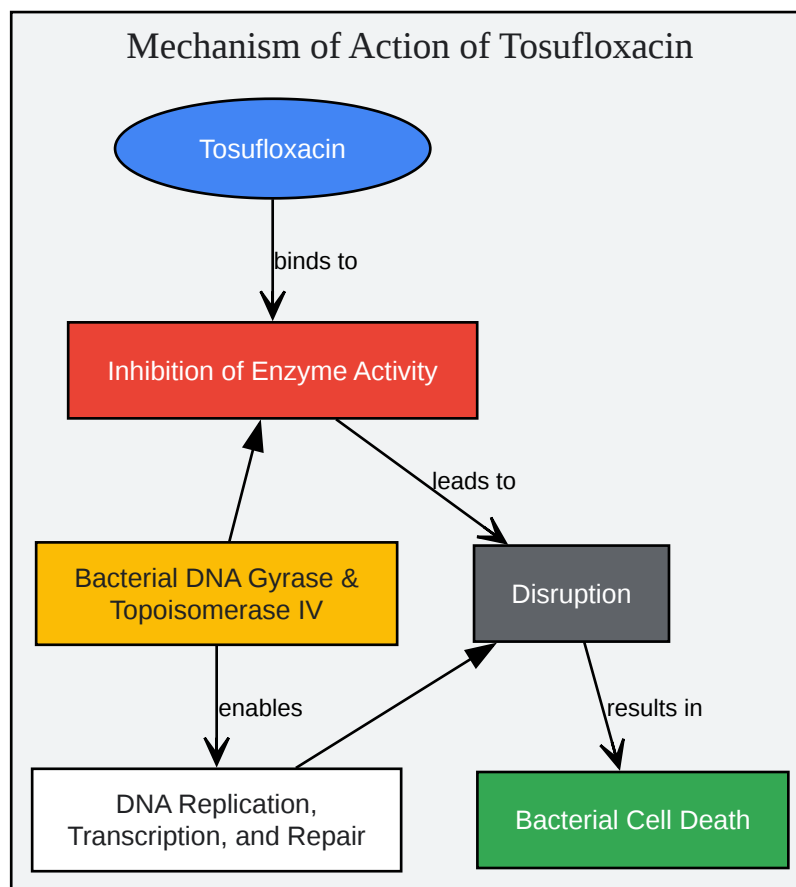 Mechanism of Action of Tosufloxacin
Tosufloxacin
binds to
Inhibition of Enzyme Activity
leads to
Bacterial DNA Gyrase &
Topoisomerase IV
Disruption
enables
results in
DNA Replication,
Transcription, and Repair
Bacterial Cell Death